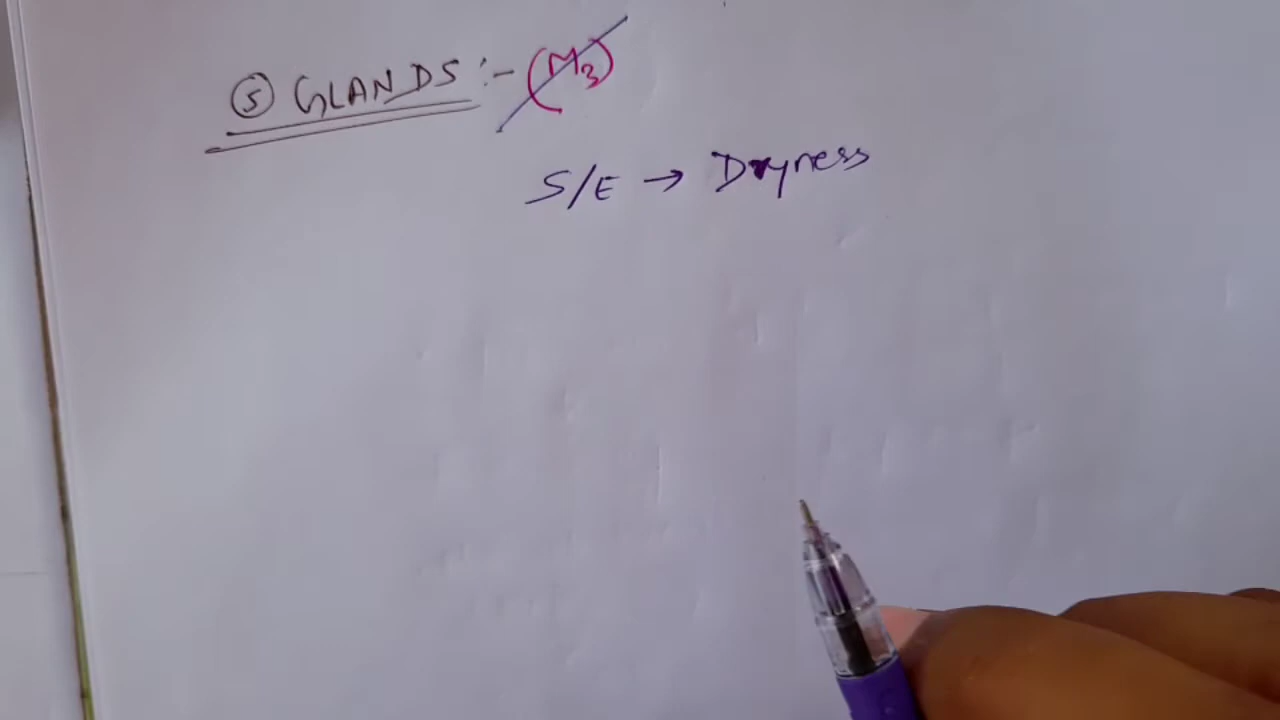 ⑤ GLANDS :- (M3)
S/E → Dryness